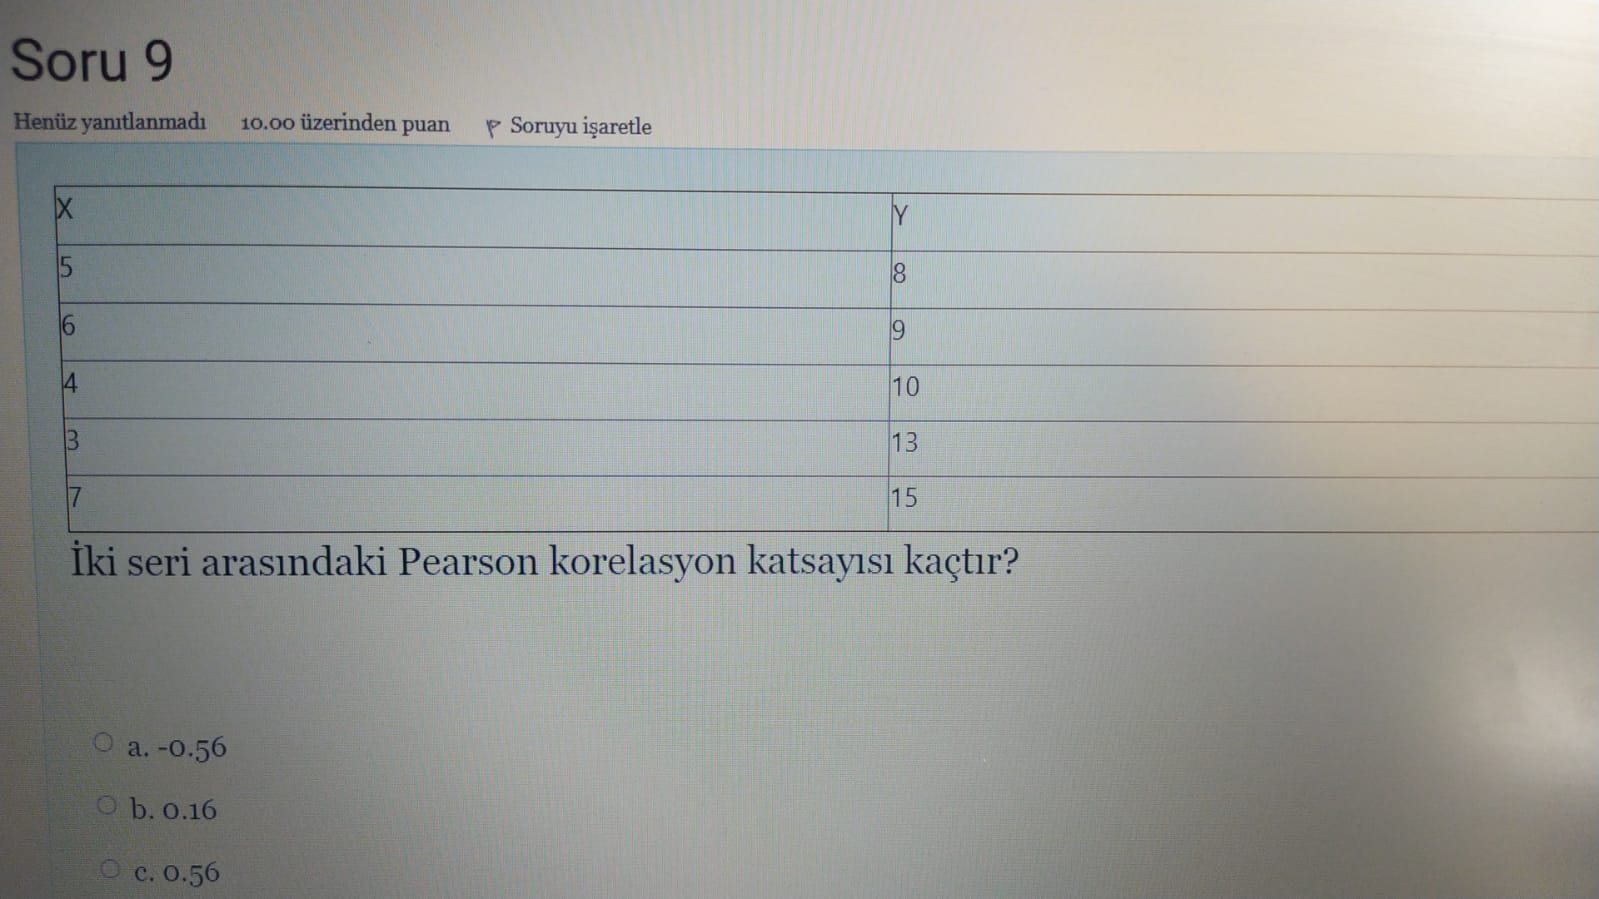 Soru 9
Henüz yanıtlanmadı 10.00 üzerinden puan Soruyu işaretle
X Y
5 8
6 9
4 10
3 13
7 15
İki seri arasındaki Pearson korelasyon katsayısı kaçtır?
a. -0.56
b. 0.16
c. 0.56